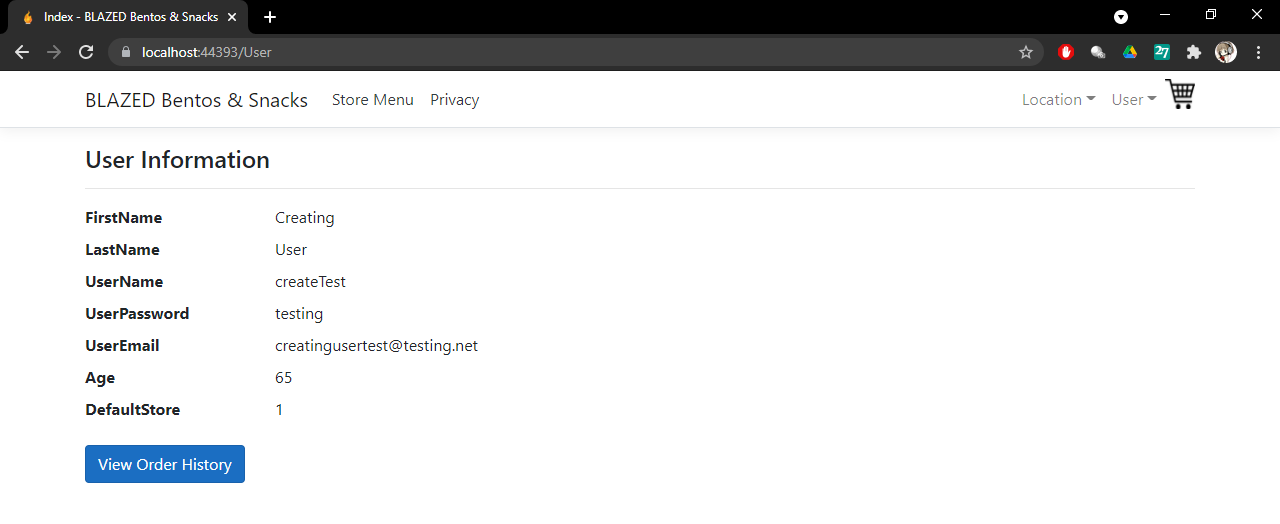 Index - BLAZED Bentos & Snacks
localhost:44393/User
27
BLAZED Bentos & Snacks Store Menu Privacy Location User
User Information
FirstName Creating
LastName User
UserName createTest
UserPassword testing
UserEmail creatingusertest@testing.net
Age 65
DefaultStore 1
View Order History